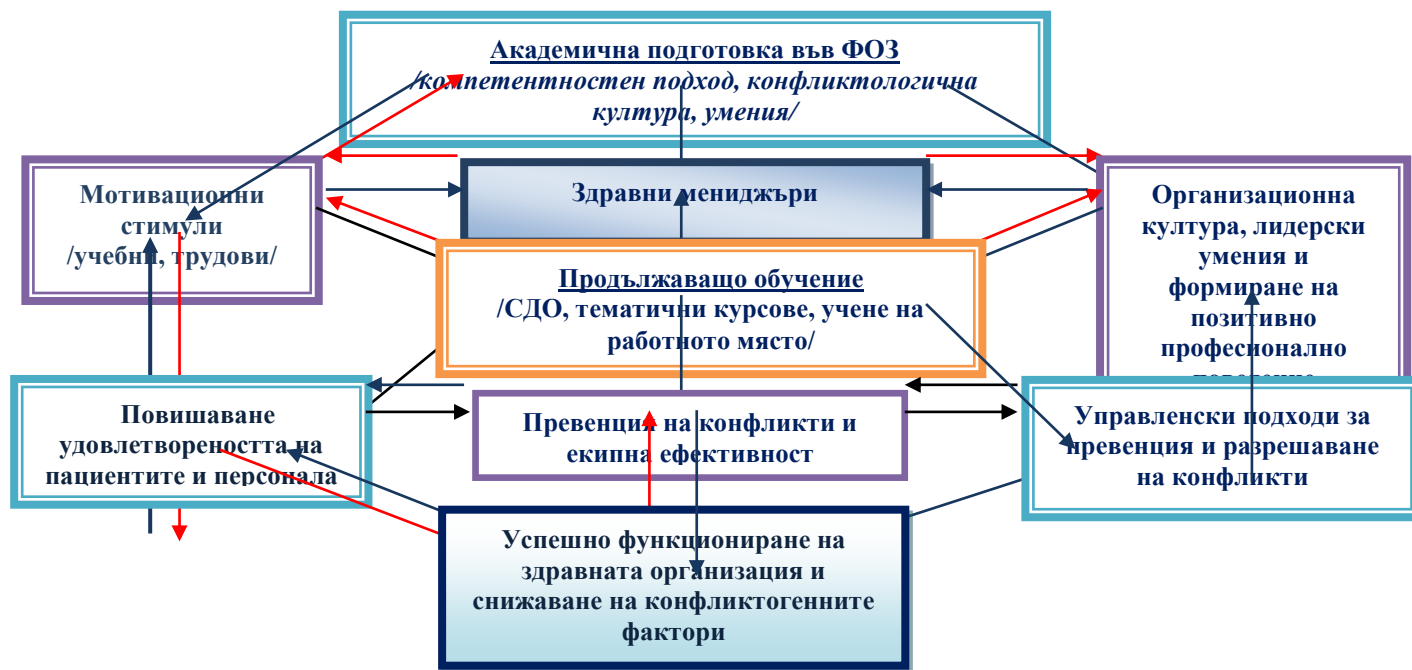 Академична подготовка във ФОЗ
/компетентностен подход, конфликтологична
култура, умения/
Мотивационни
стимули
/учебни, трудови/
Здравни мениджъри
Организационна
култура, лидерски
умения и
формиране на
позитивно
професионално
Продължаващо обучение
/СДО, тематични курсове, учене на
работното място/
Повишаване
удовлетвореността на
пациентите и персонала
Превенция на конфликти и
екипна ефективност
Управленски подходи за
превенция и разрешаване
на конфликти
Успешно функциониране на
здравната организация и
снижаване на конфликтогенните
фактори